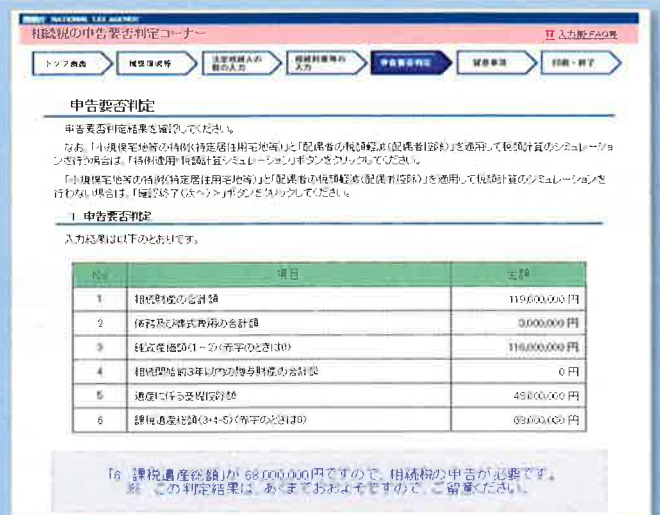 国税庁 NATIONAL TAX AGENCY
相続税の申告要否判定コーナー
入力例・FAQ等
トップ画面
法定相続人の
数の入力
相続財産等の
入力
申告要否判定
留意事項
印刷・終了
申告要否判定
申告要否判定結果を確認してください。
なお、「小規模宅地等の特例(特定居住用宅地等)」と「配偶者の税額軽減(配偶者控除)」を適用して税額計算のシミュレーショ
ンを行う場合は、「特例適用・税額計算シミュレーション」ボタンをクリックしてください。
「小規模宅地等の特例(特定居住用宅地等)」と「配偶者の税額軽減(配偶者控除)」を適用して税額計算のシミュレーションを
行わない場合は、「確認終了(次へ)>」ボタンをクリックしてください。
1 申告要否判定
入力結果は以下のとおりです。
No 項目 金額
1 相続財産の合計額 119,000,000 円
2 債務及び葬式費用の合計額 3,000,000 円
3 純資産価額(1-2)(赤字のときは0) 116,000,000 円
4 相続開始前3年以内の贈与財産の合計額 0 円
5 遺産に係る基礎控除額 48,000,000 円
6 課税遺産総額(3+4-5)(赤字のときは0) 68,000,000 円
「6 課税遺産総額」が 68,000,000円ですので、相続税の申告が必要です。
※ この判定結果は、あくまでおおよそですので、ご留意ください。